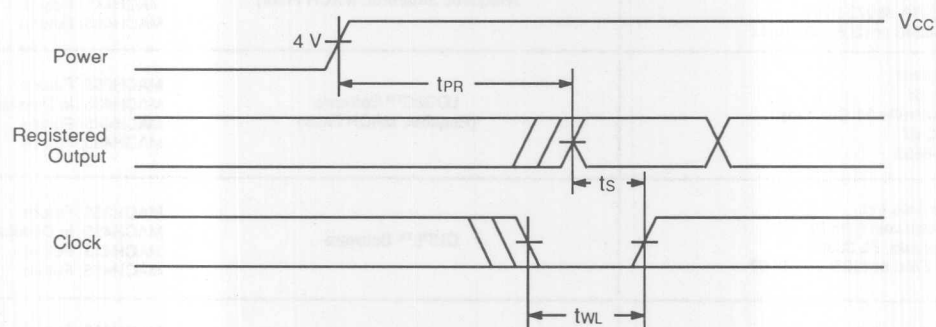 VCC
4 V
Power
tPR
Registered
Output
tS
Clock
tWL